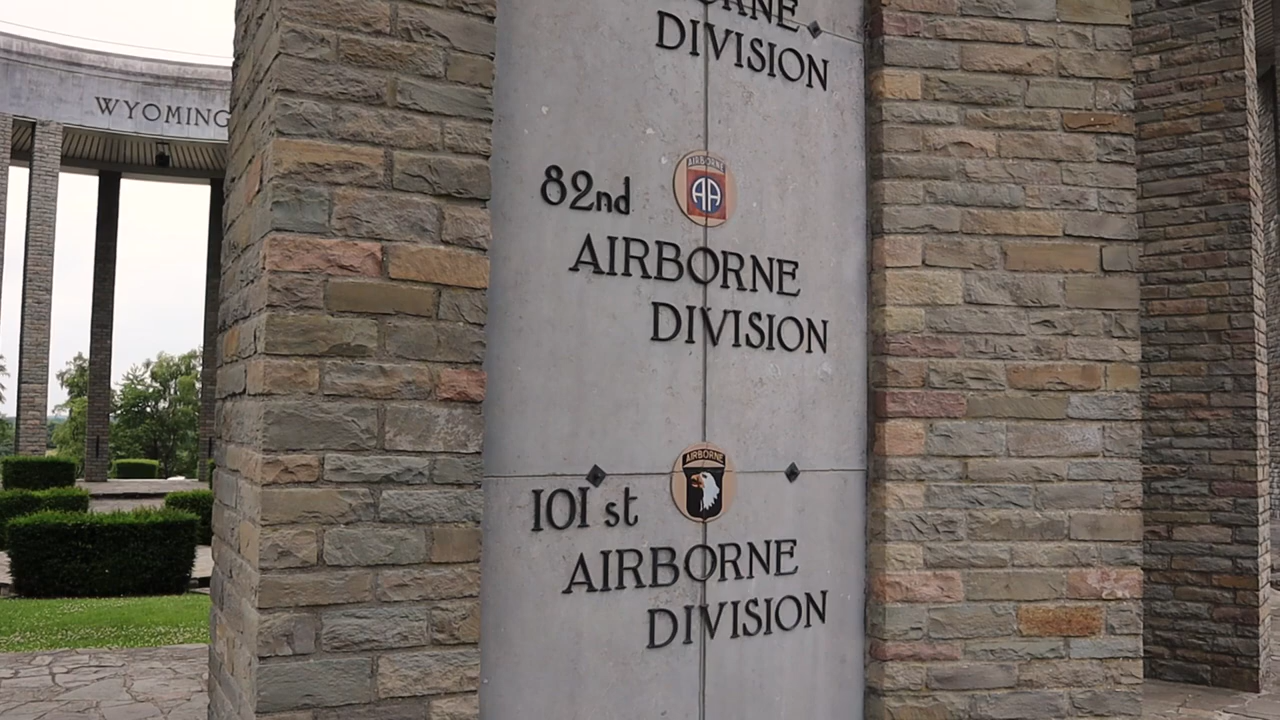 DIVISION
WYOMING
AIRBORNE
AA
82nd
AIRBORNE
DIVISION
AIRBORNE
101 st
AIRBORNE
DIVISION